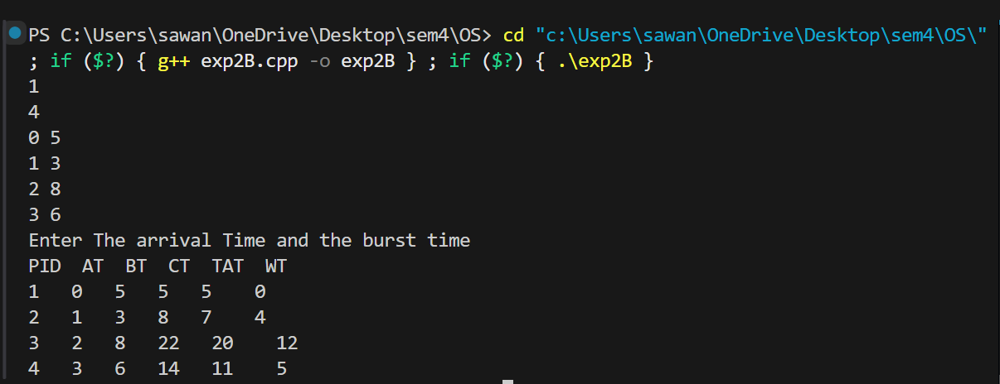 PS C:\Users\sawan\OneDrive\Desktop\sem4\OS> cd "c:\Users\sawan\OneDrive\Desktop\sem4\OS\"
; if ($?) { g++ exp2B.cpp -o exp2B } ; if ($?) { .\exp2B }
1
4
0 5
1 3
2 8
3 6
Enter The arrival Time and the burst time
PID  AT  BT  CT  TAT  WT
1   0   5   5   5    0
2   1   3   8   7    4
3   2   8   22   20    12
4   3   6   14   11    5